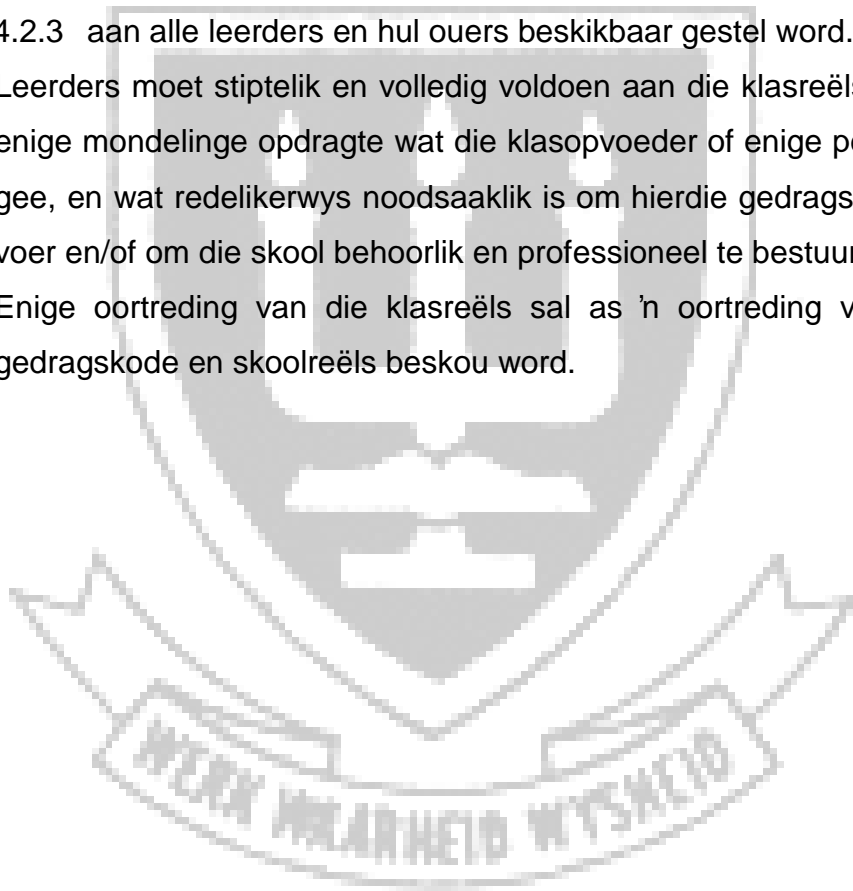 4.2.3 aan alle leerders en hul ouers beskikbaar gestel word.
Leerders moet stiptelik en volledig voldoen aan die klasreëls
enige mondelinge opdragte wat die klasopvoeder of enige
gee, en wat redelikerwys noodsaaklik is om hierdie gedrags
voer en/of om die skool behoorlik en professioneel te bestuur
Enige oortreding van die klasreëls sal as 'n oortreding
gedragskode en skoolreëls beskou word.
WERK WAARHEID WYSHEID